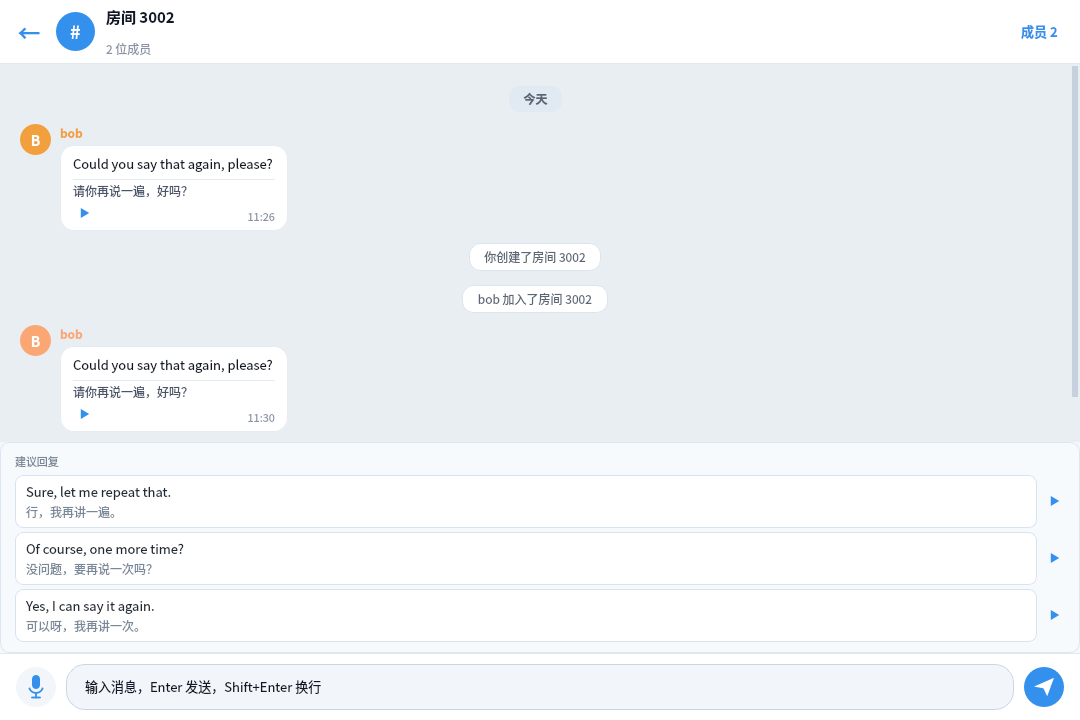 ←
#
房间 3002
2 位成员
成员 2
今天
B
bob
Could you say that again, please?
请你再说一遍，好吗？
11:26
你创建了房间 3002
bob 加入了房间 3002
B
bob
Could you say that again, please?
请你再说一遍，好吗？
11:30
建议回复
Sure, let me repeat that.
行，我再讲一遍。
Of course, one more time?
没问题，要再说一次吗？
Yes, I can say it again.
可以呀，我再讲一次。
输入消息，Enter 发送，Shift+Enter 换行